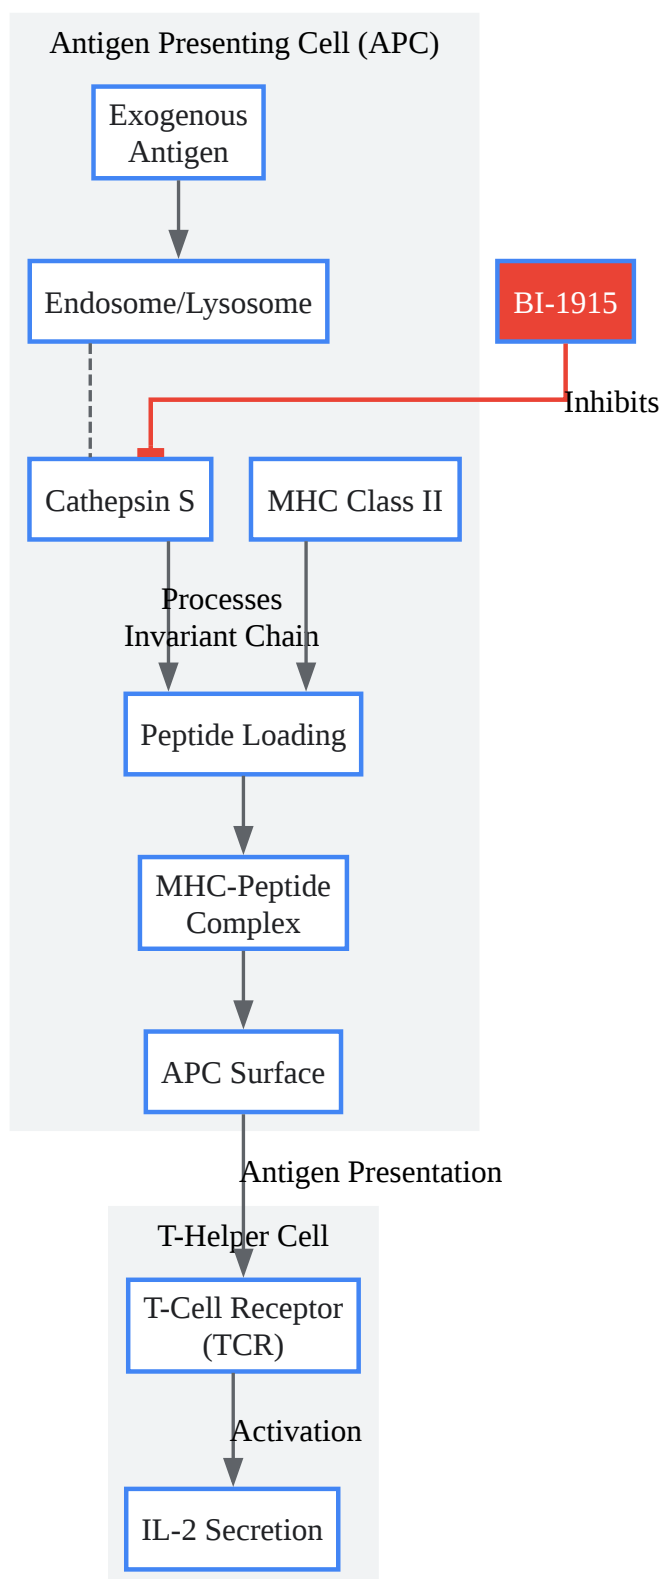 Antigen Presenting Cell (APC)
Exogenous
Antigen
Endosome/Lysosome
BI-1915
Inhibits
Cathepsin S
MHC Class II
Processes
Invariant Chain
Peptide Loading
MHC-Peptide
Complex
APC Surface
Antigen Presentation
T-Helper Cell
T-Cell Receptor
(TCR)
Activation
IL-2 Secretion